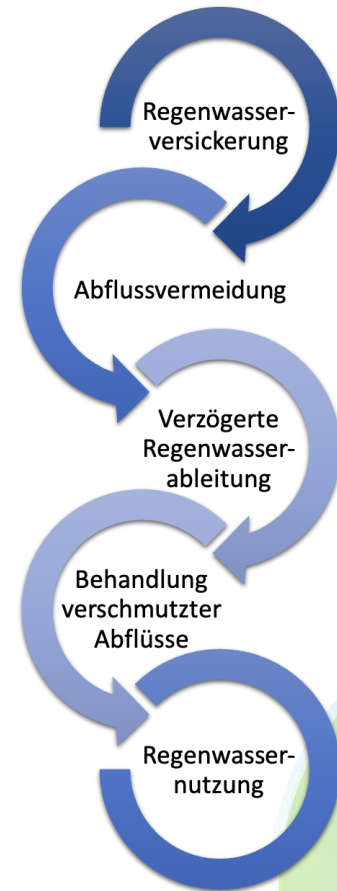 Regenwasser-
versickerung
Abflussvermeidung
Verzögerte
Regenwasser-
ableitung
Behandlung
verschmutzter
Abflüsse
Regenwasser-
nutzung